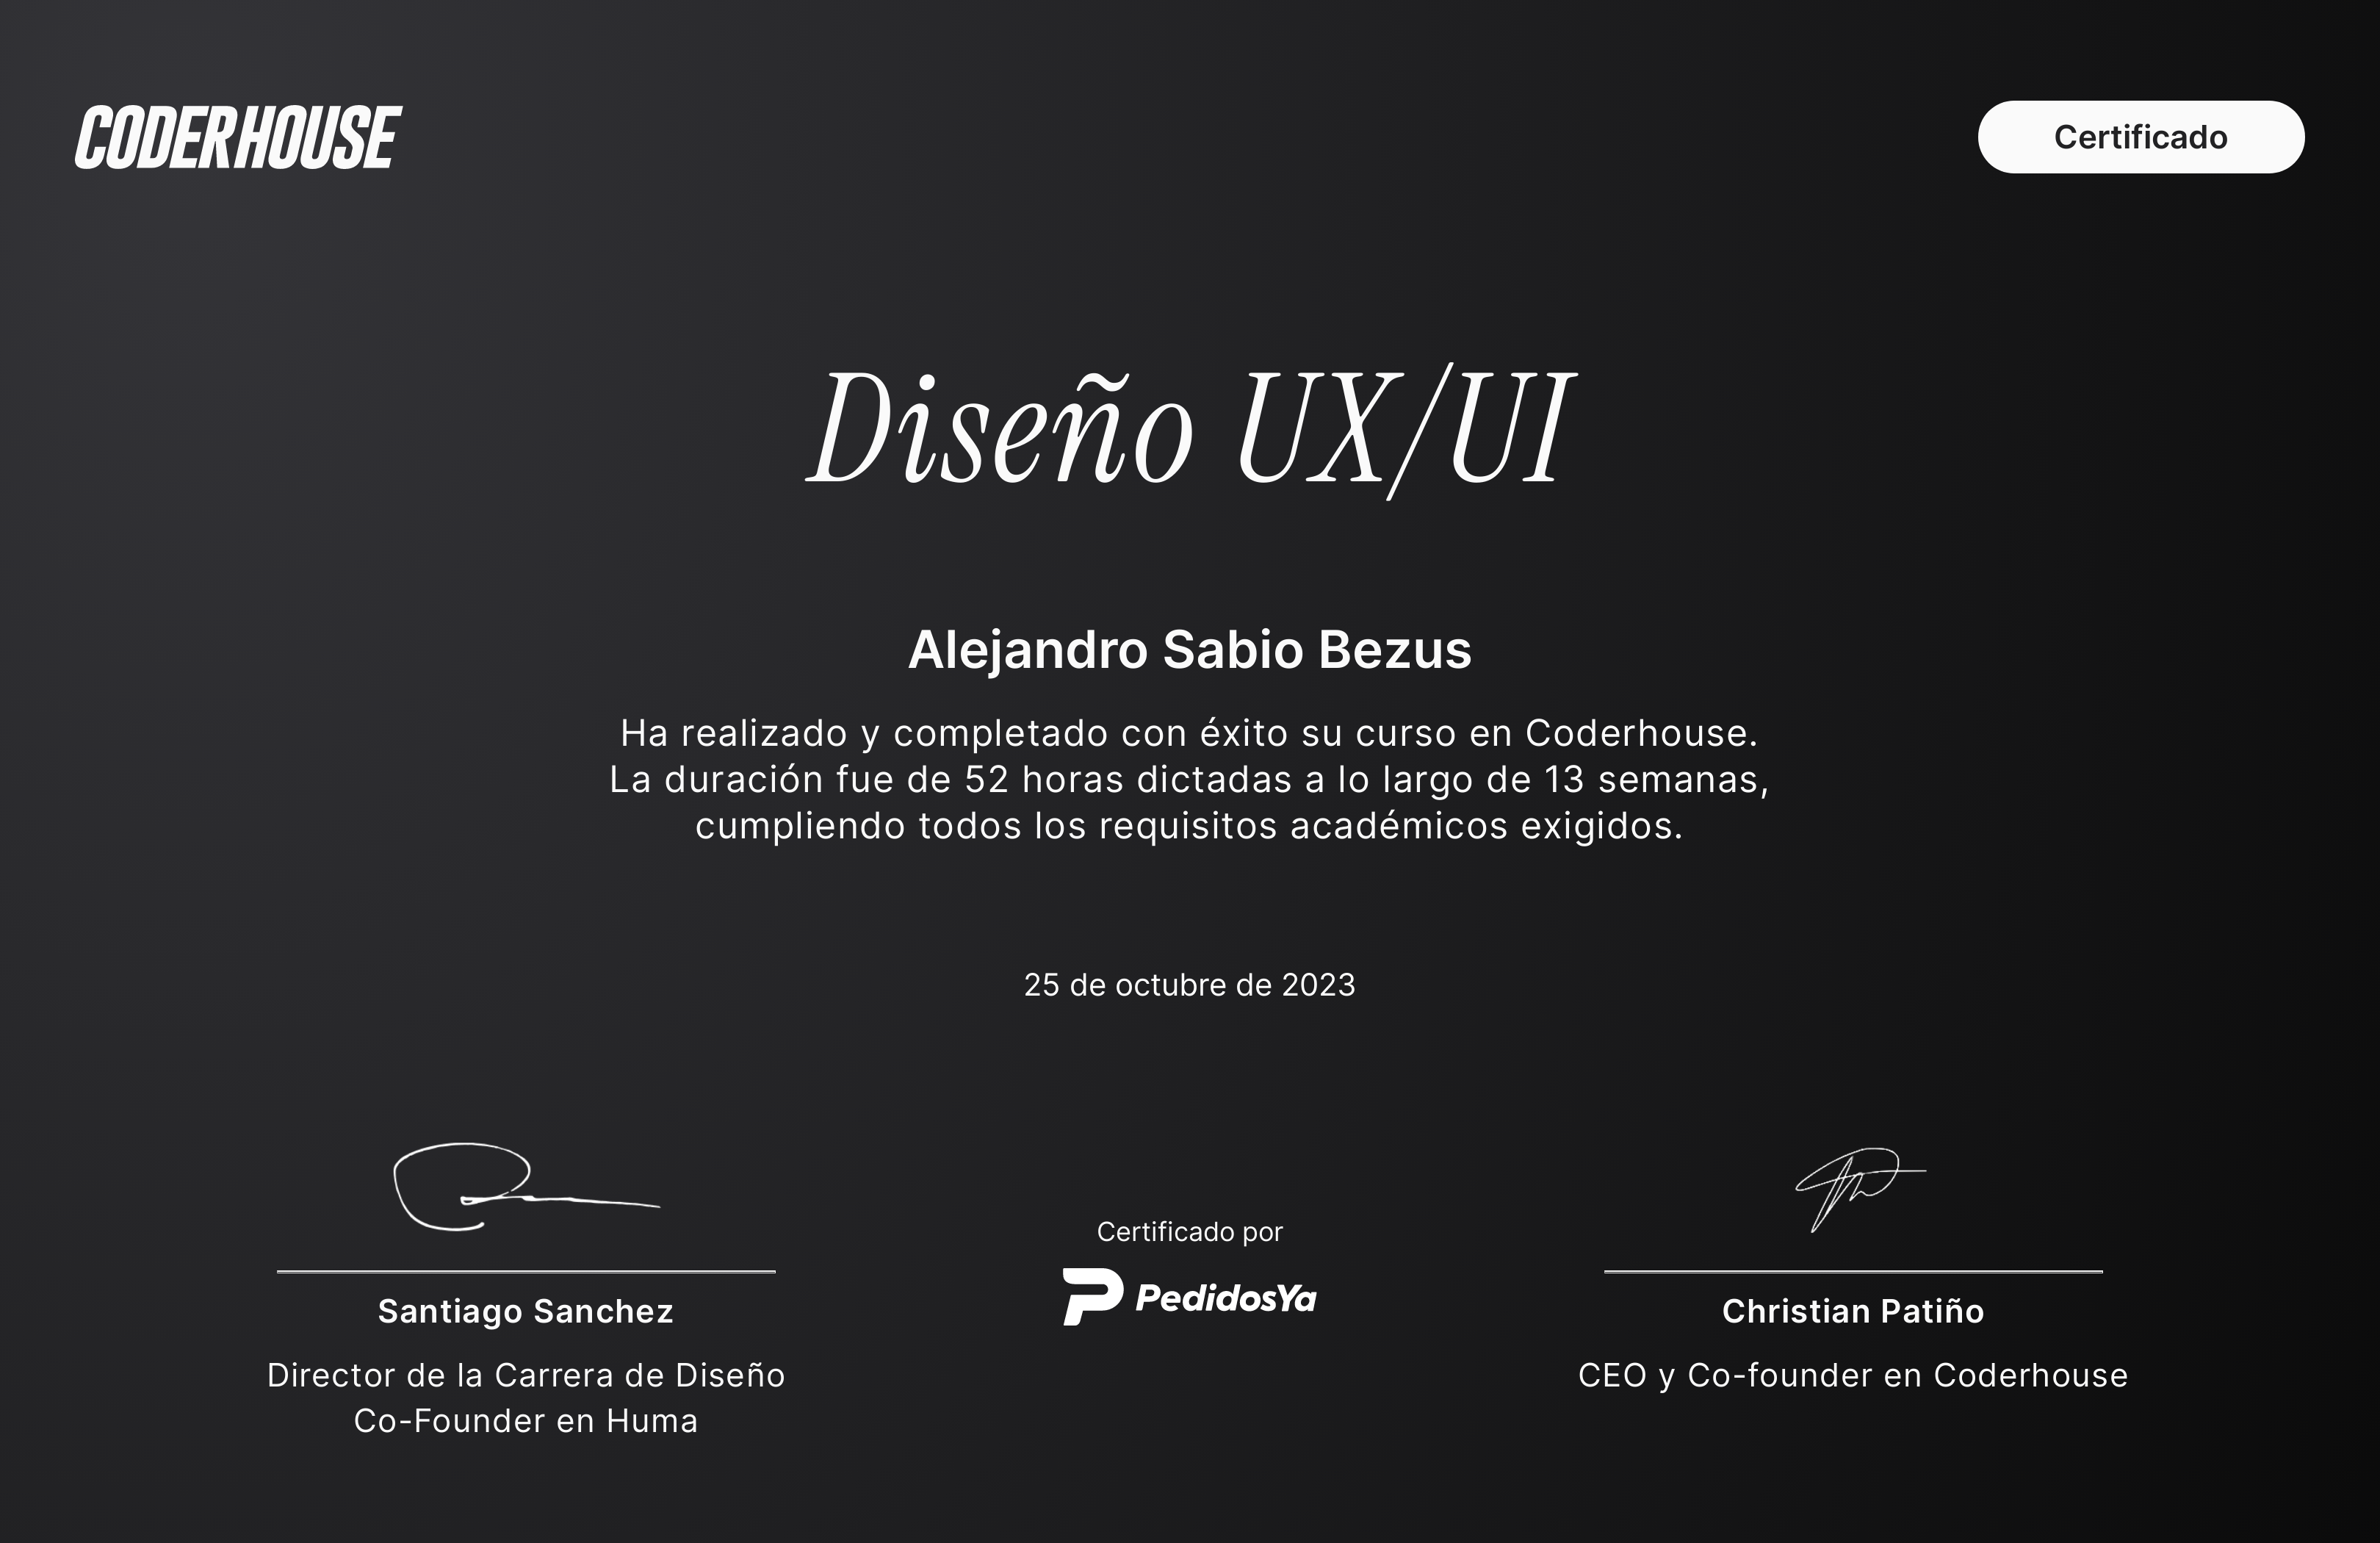 CODERHOUSE
Certificado
Diseño UX/UI
Alejandro Sabio Bezus
Ha realizado y completado con éxito su curso en Coderhouse.
La duración fue de 52 horas dictadas a lo largo de 13 semanas,
cumpliendo todos los requisitos académicos exigidos.
25 de octubre de 2023
Certificado por
PedidosYa
Santiago Sanchez
Director de la Carrera de Diseño
Co-Founder en Huma
Christian Patiño
CEO y Co-founder en Coderhouse